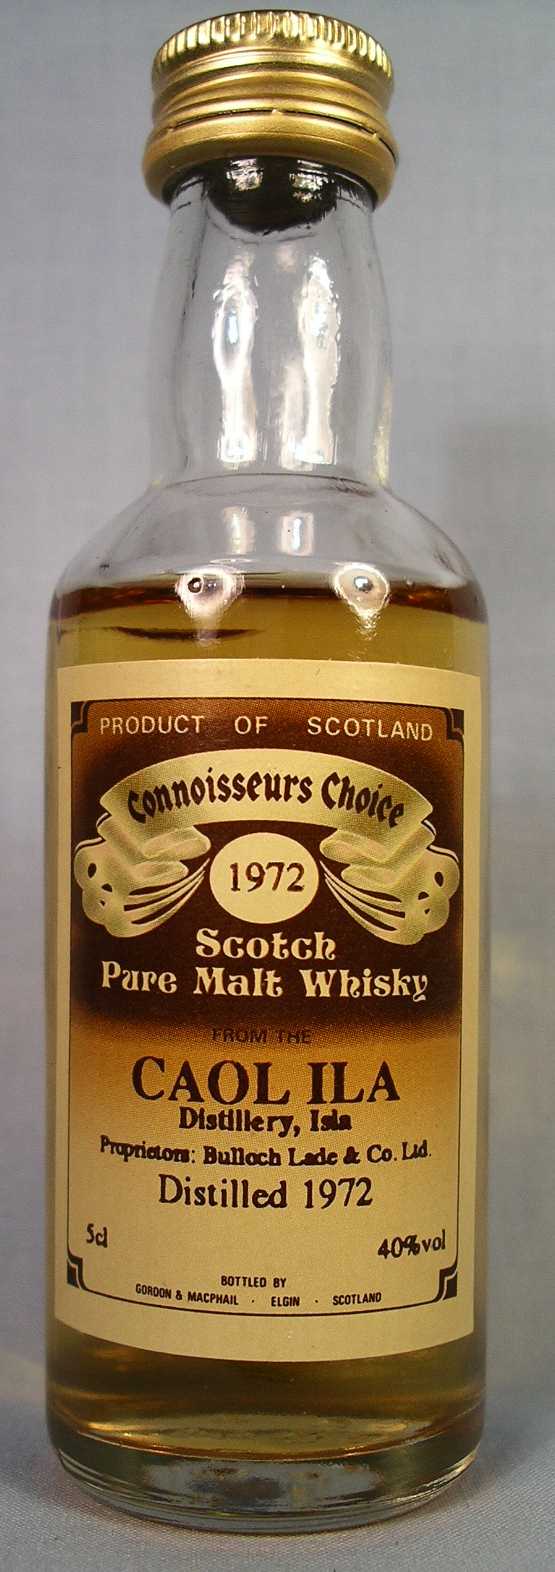 PRODUCT OF SCOTLAND
Connoisseurs Choice
1972
Scotch
Pure Malt Whisky
FROM THE
CAOL ILA
Distillery, Isla
Proprietors: Bulloch Lade & Co. Ltd.
Distilled 1972
5cl 40%vol
BOTTLED BY
GORDON & MACPHAIL · ELGIN · SCOTLAND